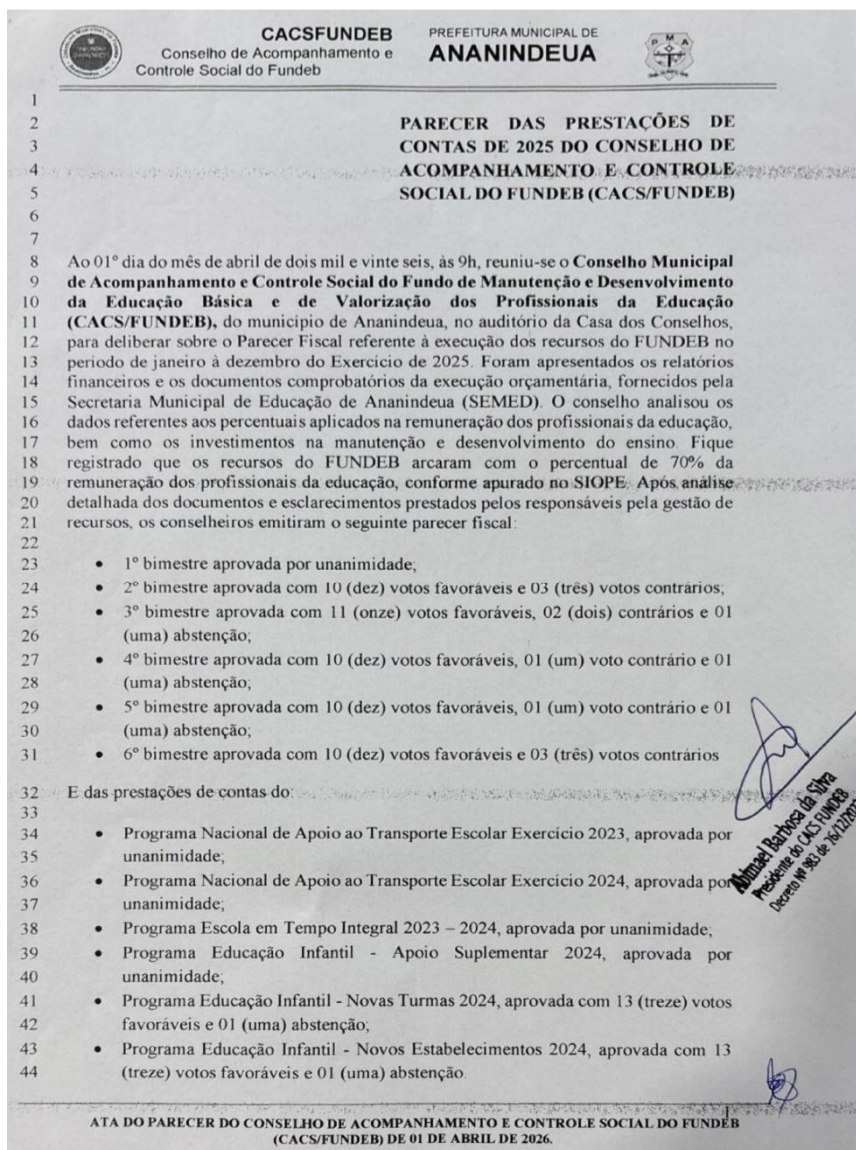 CACSFUNDEB
Conselho de Acompanhamento e
Controle Social do Fundeb
PREFEITURA MUNICIPAL DE
ANANINDEUA
P M A
1
2 PARECER DAS PRESTAÇÕES DE
3 CONTAS DE 2025 DO CONSELHO DE
4 ACOMPANHAMENTO E CONTROLE
5 SOCIAL DO FUNDEB (CACS/FUNDEB)
6
7
8 Ao 01º dia do mês de abril de dois mil e vinte seis, às 9h, reuniu-se o Conselho Municipal
9 de Acompanhamento e Controle Social do Fundo de Manutenção e Desenvolvimento
10 da Educação Básica e de Valorização dos Profissionais da Educação
11 (CACS/FUNDEB), do município de Ananindeua, no auditório da Casa dos Conselhos,
12 para deliberar sobre o Parecer Fiscal referente à execução dos recursos do FUNDEB no
13 período de janeiro à dezembro do Exercício de 2025. Foram apresentados os relatórios
14 financeiros e os documentos comprobatórios da execução orçamentária, fornecidos pela
15 Secretaria Municipal de Educação de Ananindeua (SEMED). O conselho analisou os
16 dados referentes aos percentuais aplicados na remuneração dos profissionais da educação,
17 bem como os investimentos na manutenção e desenvolvimento do ensino. Fique
18 registrado que os recursos do FUNDEB arcaram com o percentual de 70% da
19 remuneração dos profissionais da educação, conforme apurado no SIOPE. Após análise
20 detalhada dos documentos e esclarecimentos prestados pelos responsáveis pela gestão de
21 recursos, os conselheiros emitiram o seguinte parecer fiscal:
22
23 • 1º bimestre aprovada por unanimidade;
24 • 2º bimestre aprovada com 10 (dez) votos favoráveis e 03 (três) votos contrários;
25 • 3º bimestre aprovada com 11 (onze) votos favoráveis, 02 (dois) contrários e 01
26 (uma) abstenção;
27 • 4º bimestre aprovada com 10 (dez) votos favoráveis, 01 (um) voto contrário e 01
28 (uma) abstenção;
29 • 5º bimestre aprovada com 10 (dez) votos favoráveis, 01 (um) voto contrário e 01
30 (uma) abstenção;
31 • 6º bimestre aprovada com 10 (dez) votos favoráveis e 03 (três) votos contrários
32 E das prestações de contas do:
33
34 • Programa Nacional de Apoio ao Transporte Escolar Exercício 2023, aprovada por
35 unanimidade;
36 • Programa Nacional de Apoio ao Transporte Escolar Exercício 2024, aprovada por
37 unanimidade;
38 • Programa Escola em Tempo Integral 2023 – 2024, aprovada por unanimidade;
39 • Programa Educação Infantil - Apoio Suplementar 2024, aprovada por
40 unanimidade;
41 • Programa Educação Infantil - Novas Turmas 2024, aprovada com 13 (treze) votos
42 favoráveis e 01 (uma) abstenção;
43 • Programa Educação Infantil - Novos Estabelecimentos 2024, aprovada com 13
44 (treze) votos favoráveis e 01 (uma) abstenção.
Barbosa da Silva
Presidente do CACS FUNDEB
Decreto Nº 983 de
ATA DO PARECER DO CONSELHO DE ACOMPANHAMENTO E CONTROLE SOCIAL DO FUNDEB
(CACS/FUNDEB) DE 01 DE ABRIL DE 2026.